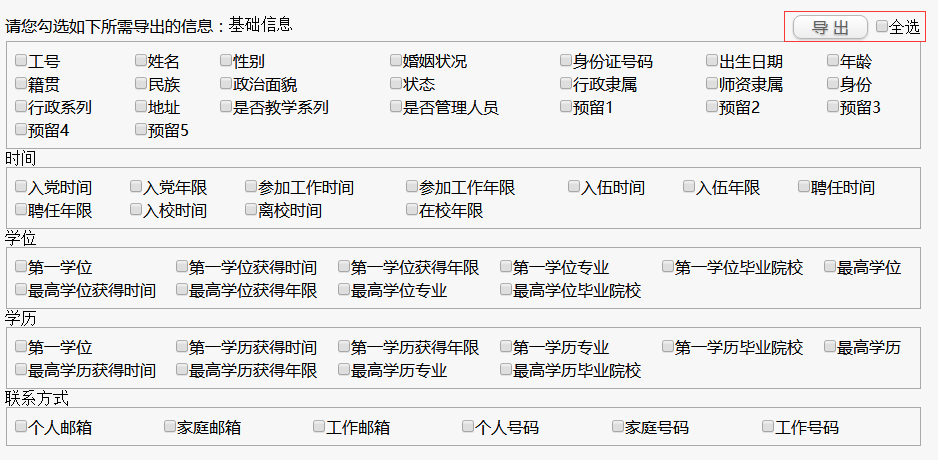 请您勾选如下所需导出的信息：基础信息 导出 全选
工号 姓名 性别 婚姻状况 身份证号码 出生日期 年龄
籍贯 民族 政治面貌 状态 行政隶属 师资隶属 身份
行政系列 地址 是否教学系列 是否管理人员 预留1 预留2 预留3
预留4 预留5
时间
入党时间 入党年限 参加工作时间 参加工作年限 入伍时间 入伍年限 聘任时间
聘任年限 入校时间 离校时间 在校年限
学位
第一学位 第一学位获得时间 第一学位获得年限 第一学位专业 第一学位毕业院校 最高学位
最高学位获得时间 最高学位获得年限 最高学位专业 最高学位毕业院校
学历
第一学位 第一学历获得时间 第一学历获得年限 第一学历专业 第一学历毕业院校 最高学历
最高学历获得时间 最高学历获得年限 最高学历专业 最高学历毕业院校
联系方式
个人邮箱 家庭邮箱 工作邮箱 个人号码 家庭号码 工作号码